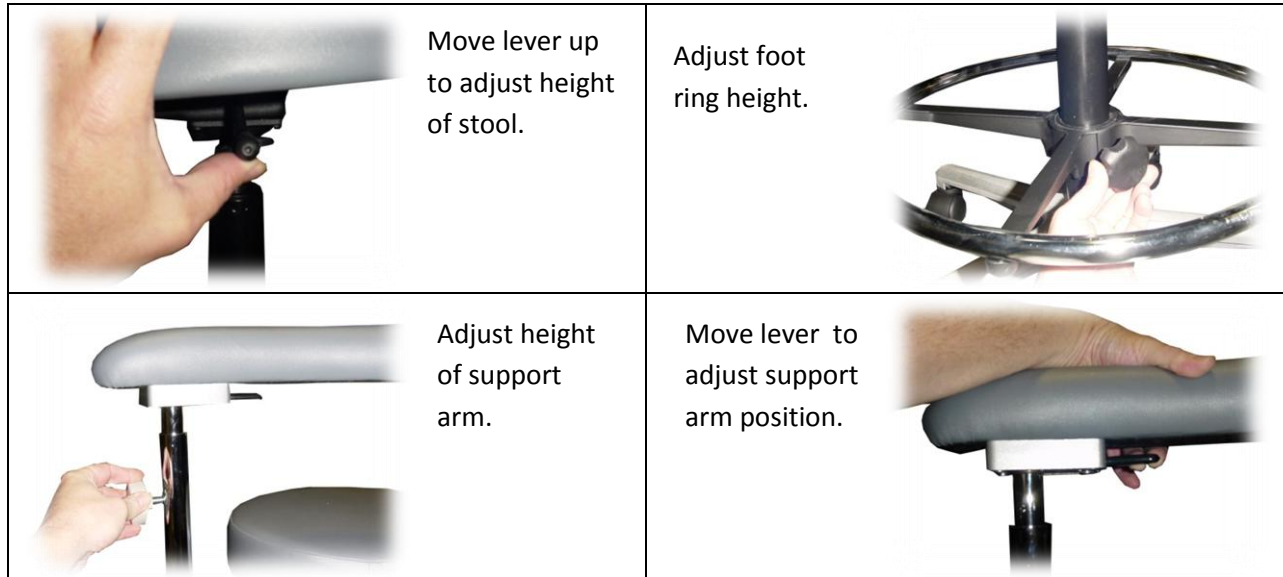 Move lever up
to adjust height
of stool.
Adjust foot
ring height.
Adjust height
of support
arm.
Move lever to
adjust support
arm position.